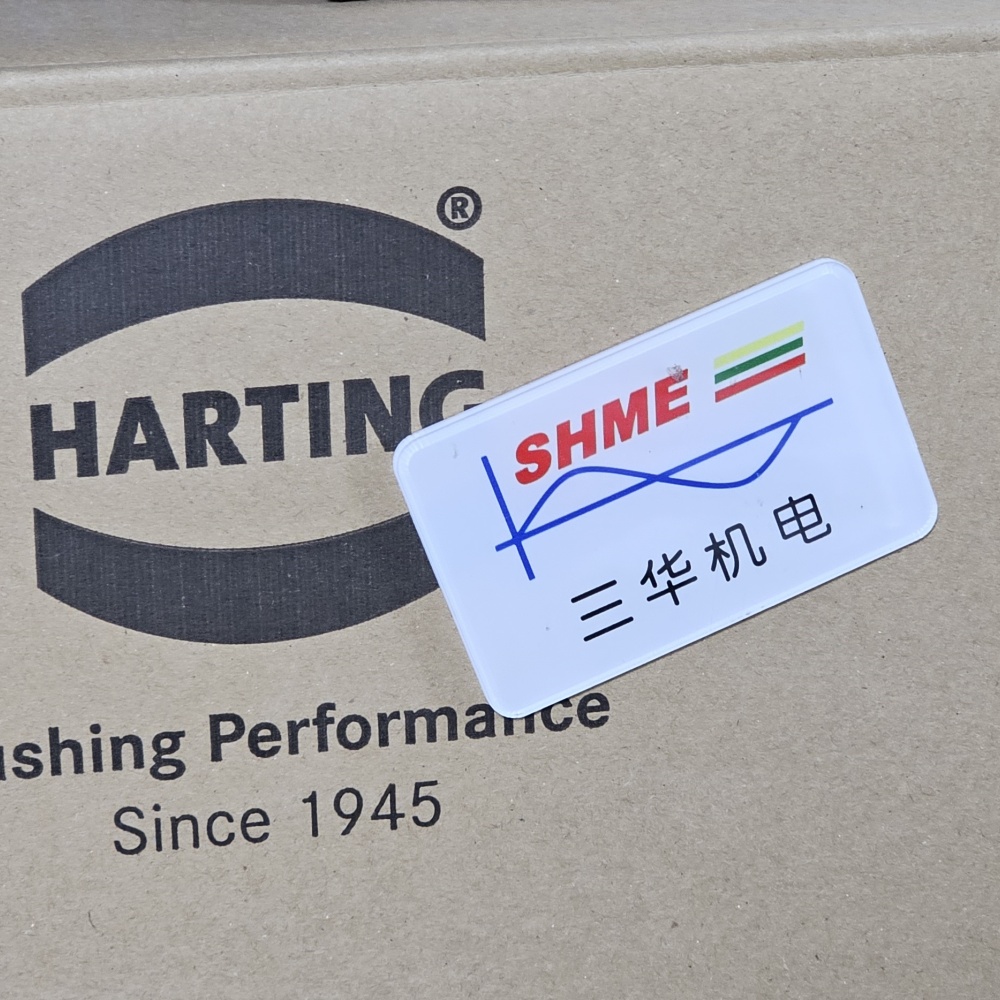 ®
HARTING
ushing Performance
Since 1945
SHME
三华机电